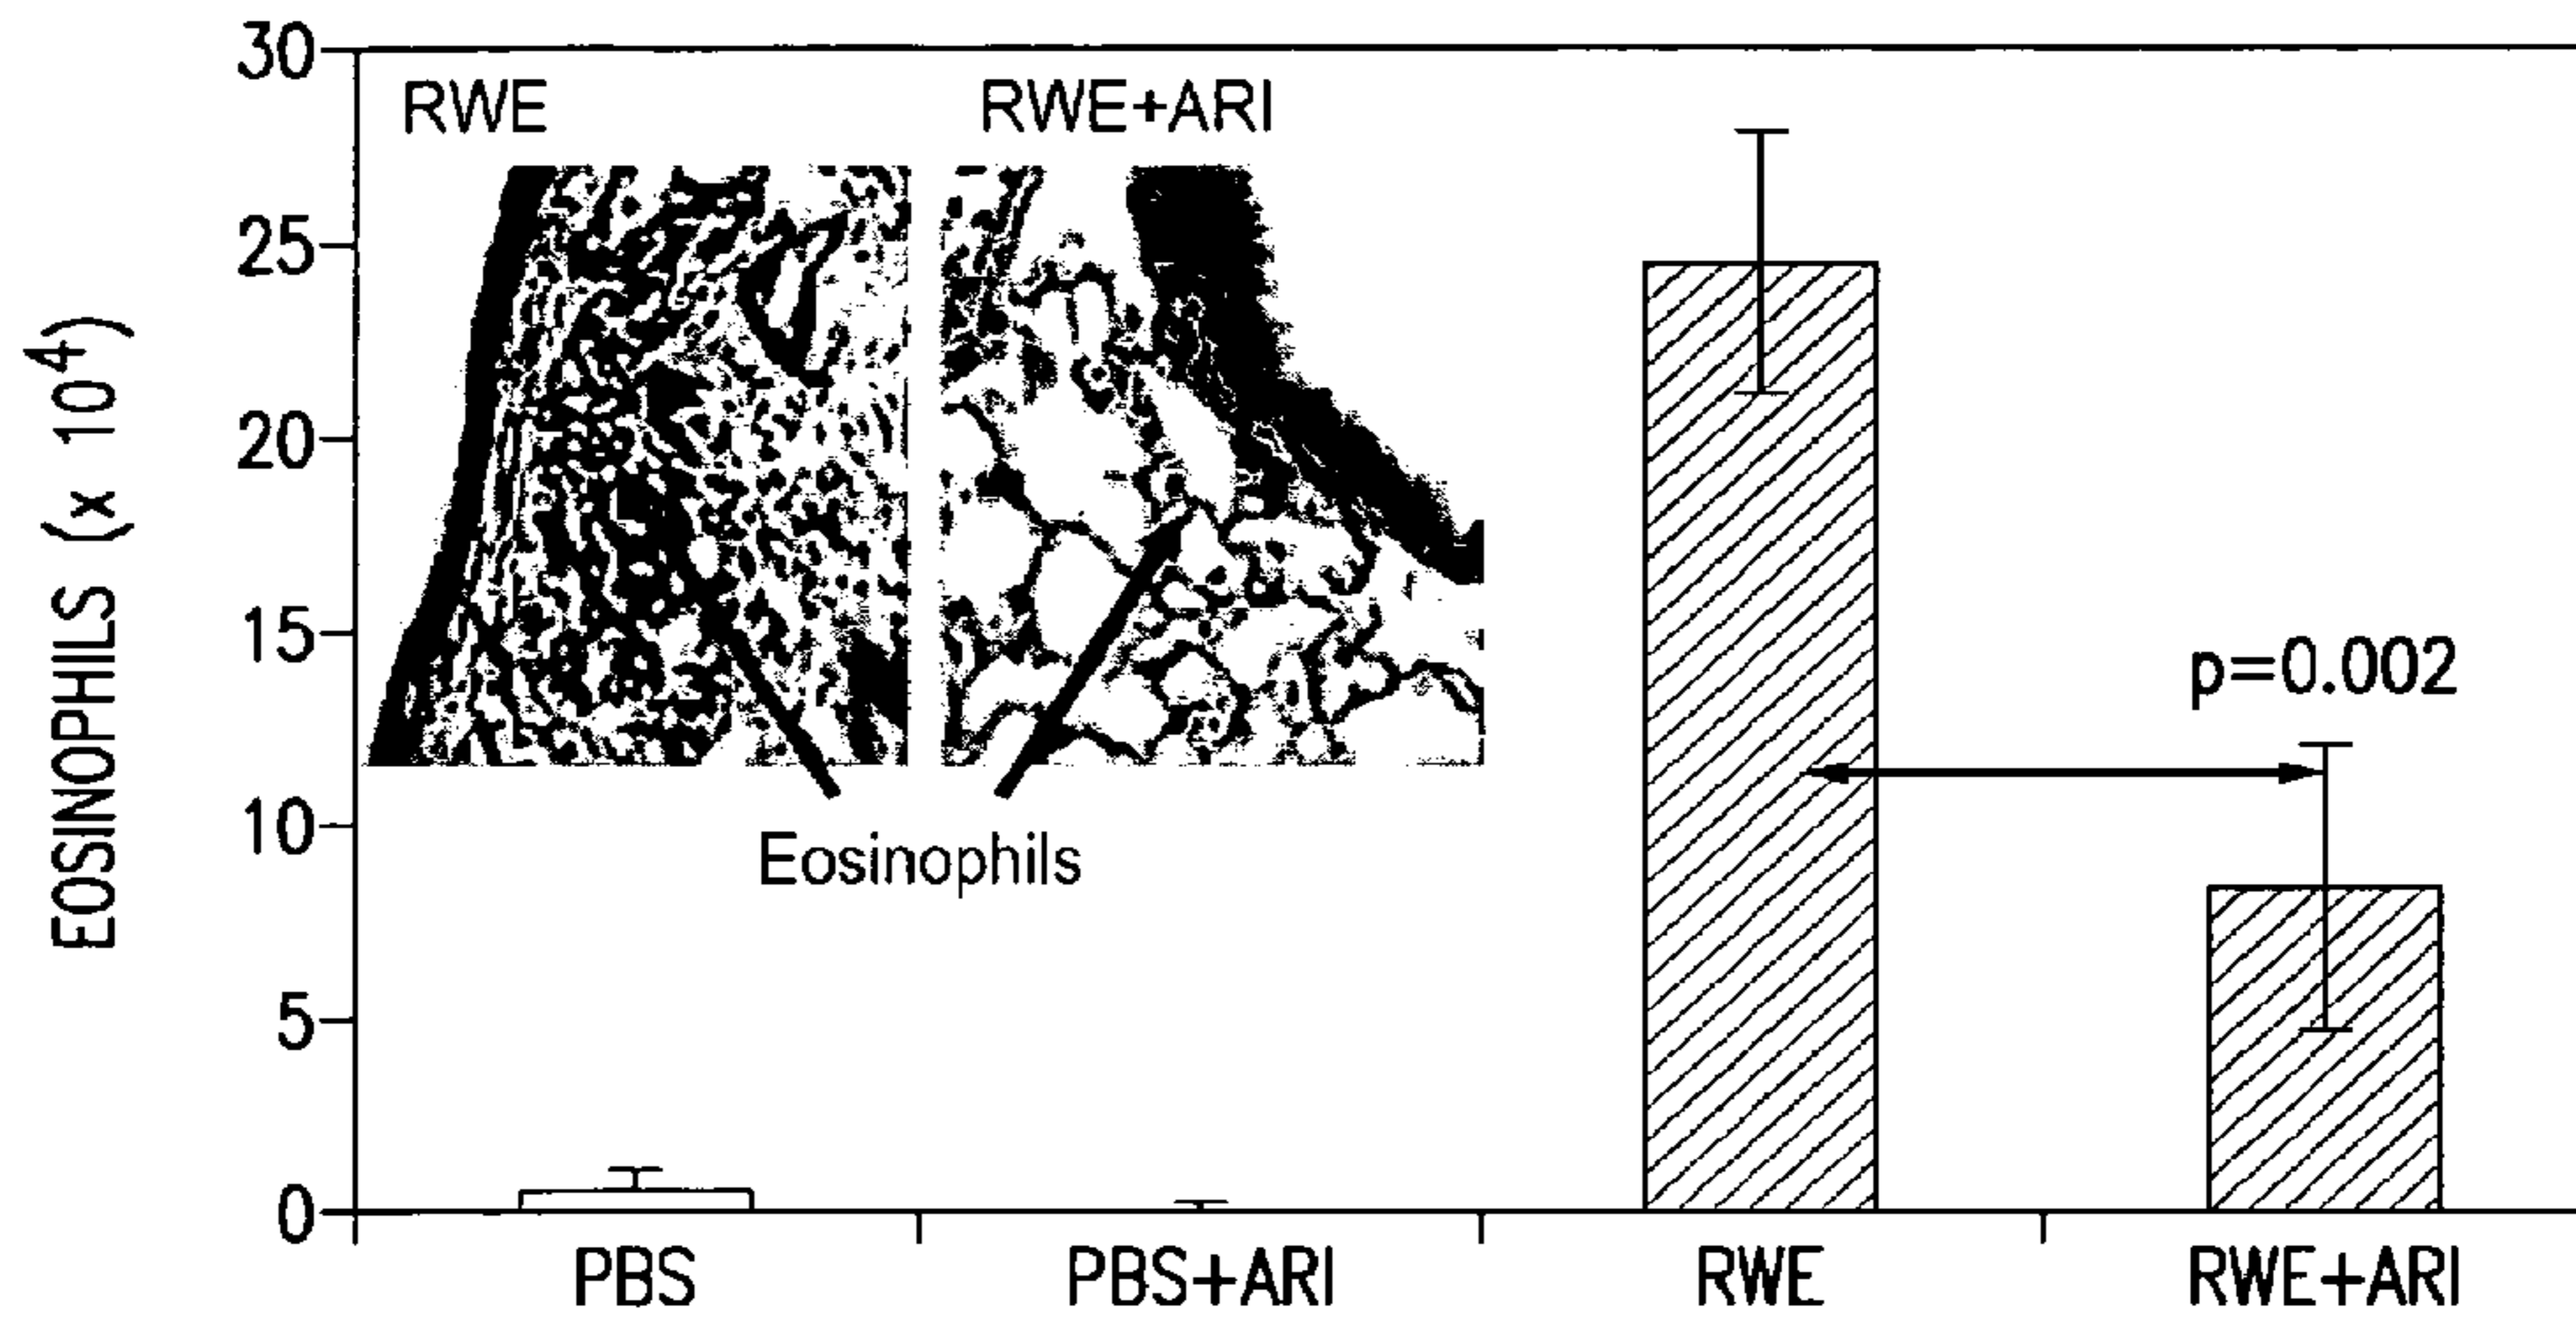 EOSINOPHILS (x 10⁴)
30
25
20
15
10
5
0
RWE
RWE+ARI
Eosinophils
p=0.002
PBS
PBS+ARI
RWE
RWE+ARI